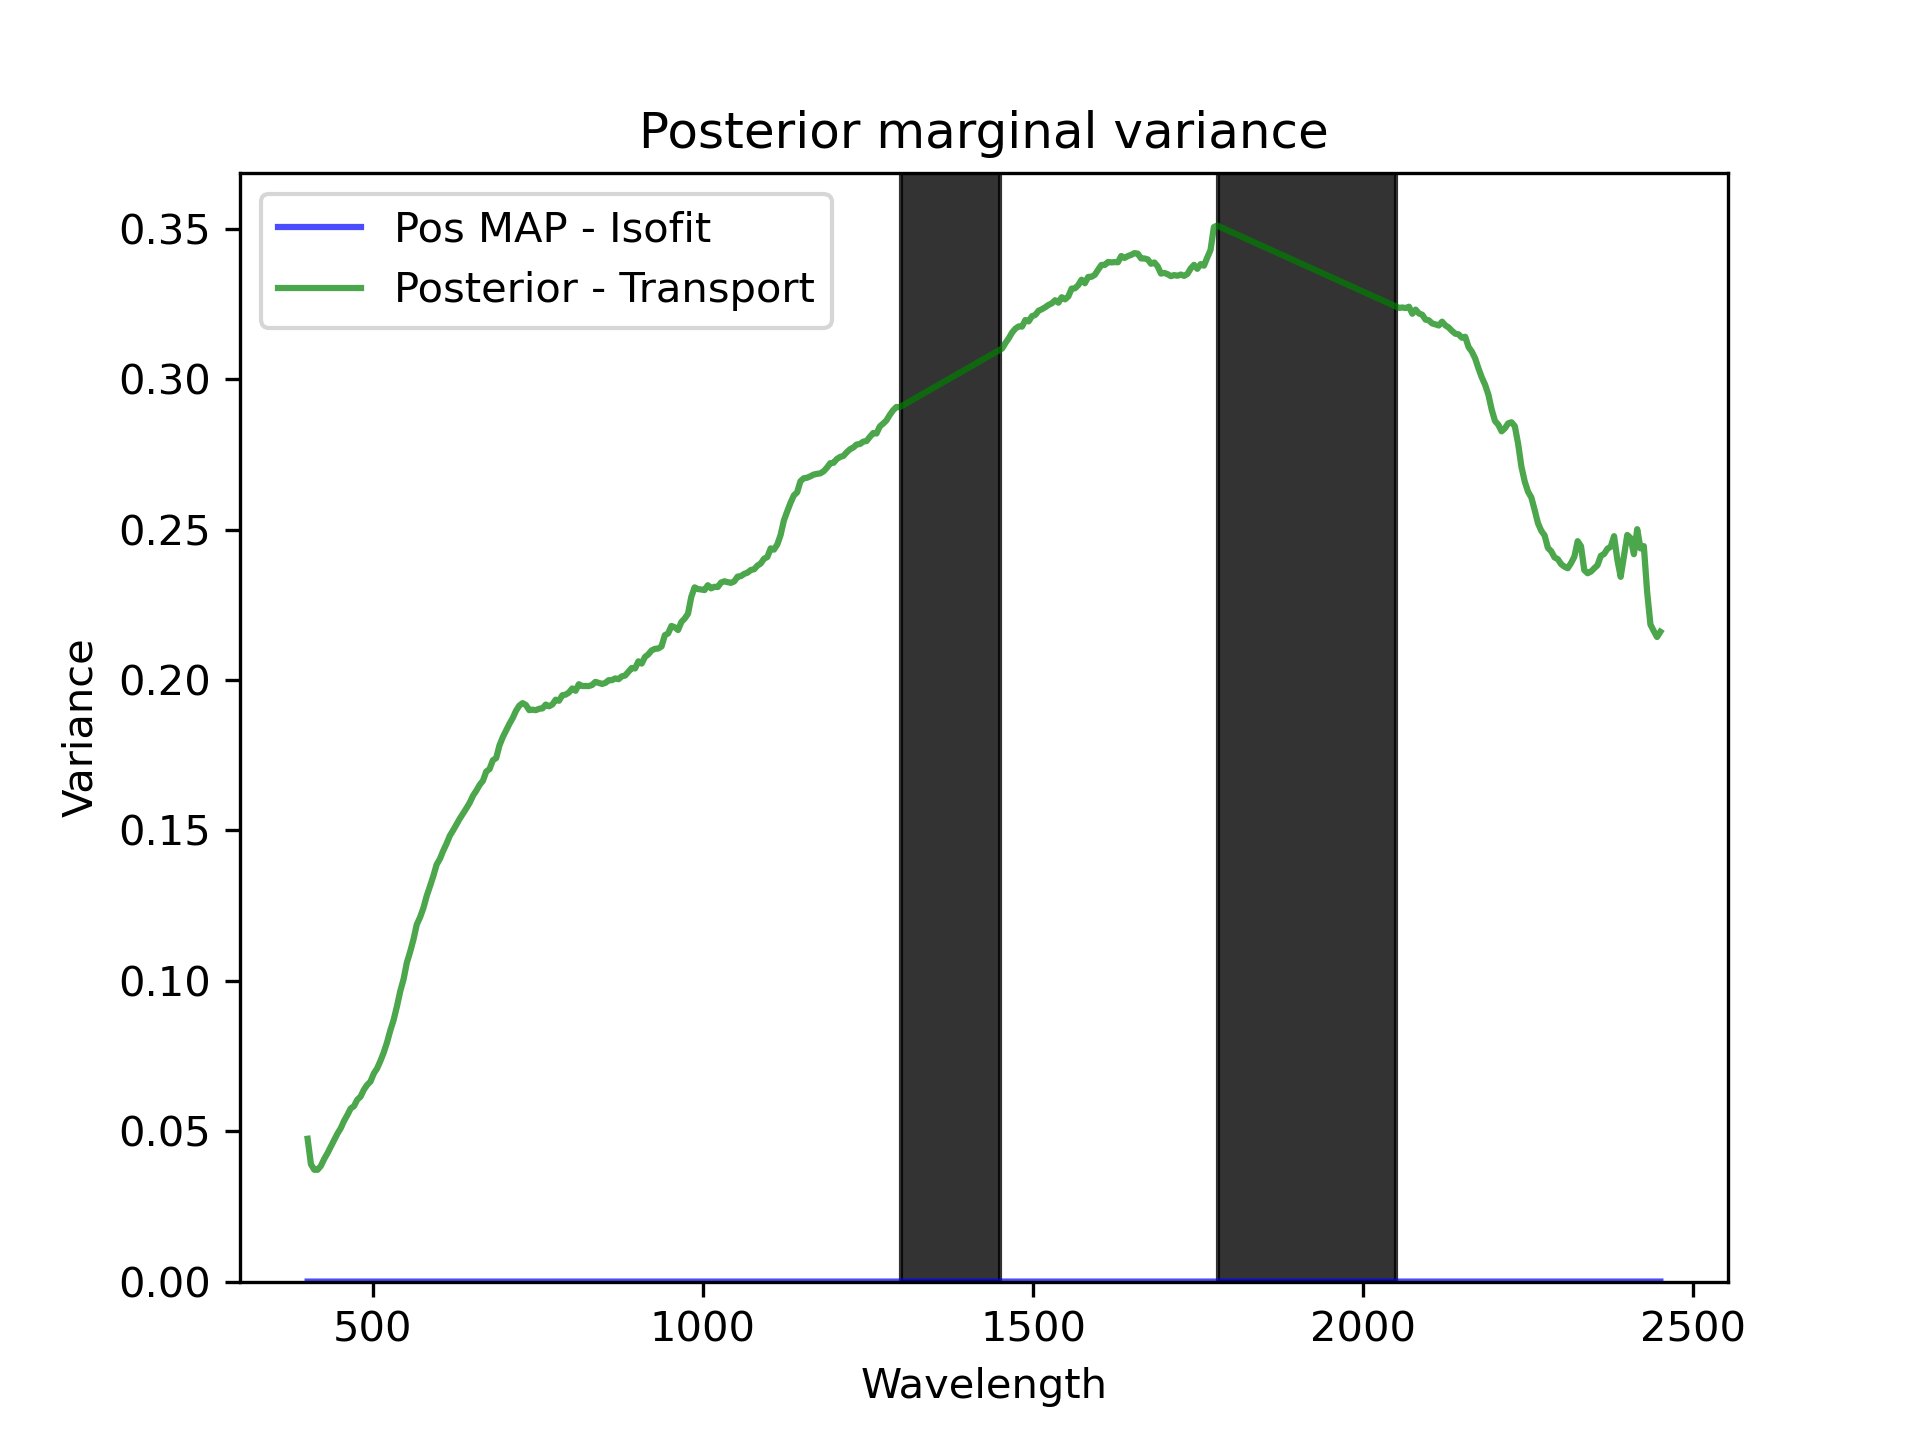 Posterior marginal variance
Pos MAP - Isofit
Posterior - Transport
0.35
0.30
0.25
0.20
0.15
0.10
0.05
0.00
Variance
500 1000 1500 2000 2500
Wavelength